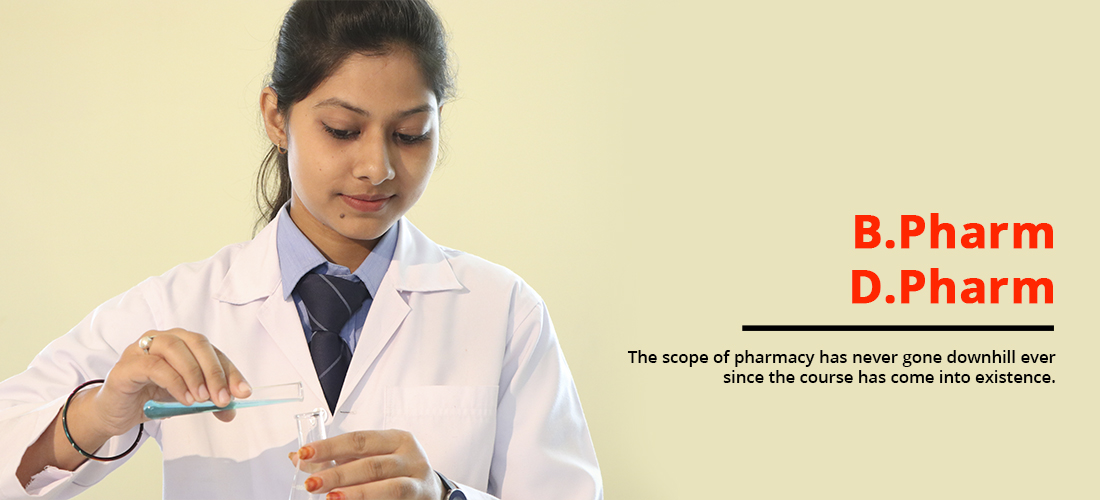 B.Pharm
D.Pharm
The scope of pharmacy has never gone downhill ever
since the course has come into existence.